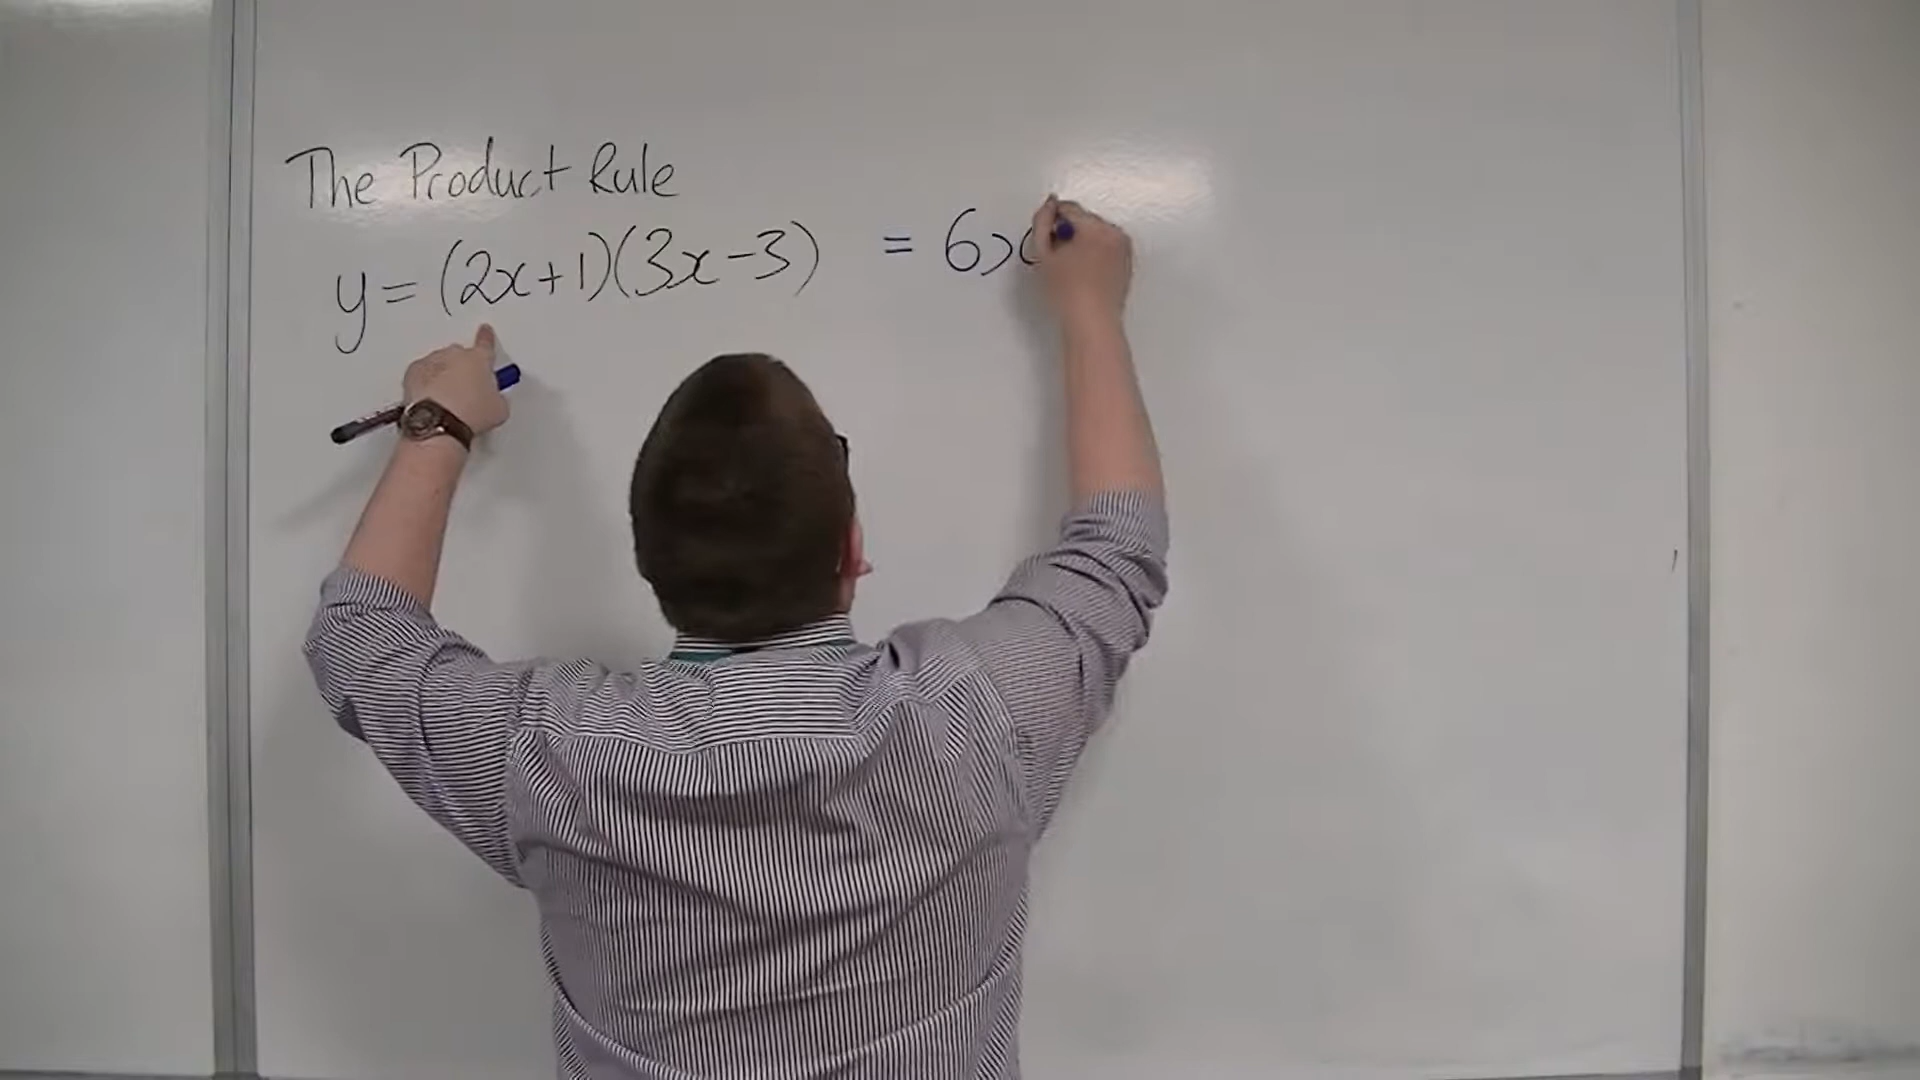 The Product Rule
y = (2x+1)(3x-3) = 6x